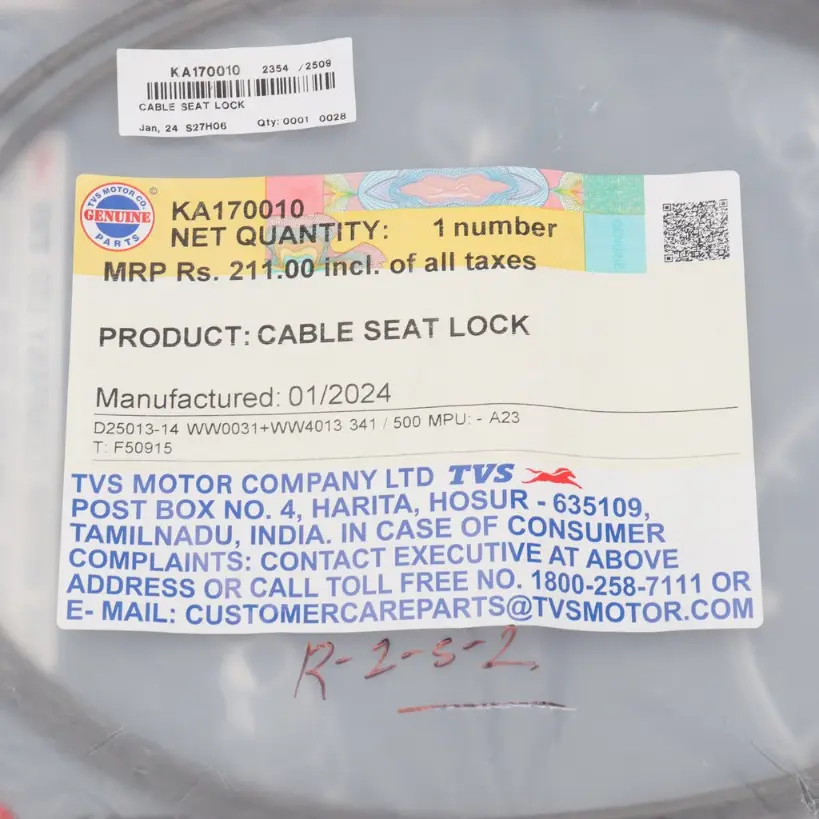 KA170010 2354 / 2509
CABLE SEAT LOCK
Jan, 24 S27H06 Qty: 0001 0028
TVS MOTOR CO. ©
GENUINE
PARTS
KA170010
NET QUANTITY: 1 number
MRP Rs. 211.00 incl. of all taxes
PRODUCT: CABLE SEAT LOCK
Manufactured: 01/2024
D25013-14 WW0031+WW4013 341 / 500 MPU: - A23
T: F50915
TVS MOTOR COMPANY LTD TVS
POST BOX NO. 4, HARITA, HOSUR - 635109,
TAMILNADU, INDIA. IN CASE OF CONSUMER
COMPLAINTS: CONTACT EXECUTIVE AT ABOVE
ADDRESS OR CALL TOLL FREE NO. 1800-258-7111 OR
E- MAIL: CUSTOMERCAREPARTS@TVSMOTOR.COM
R-2-5-2